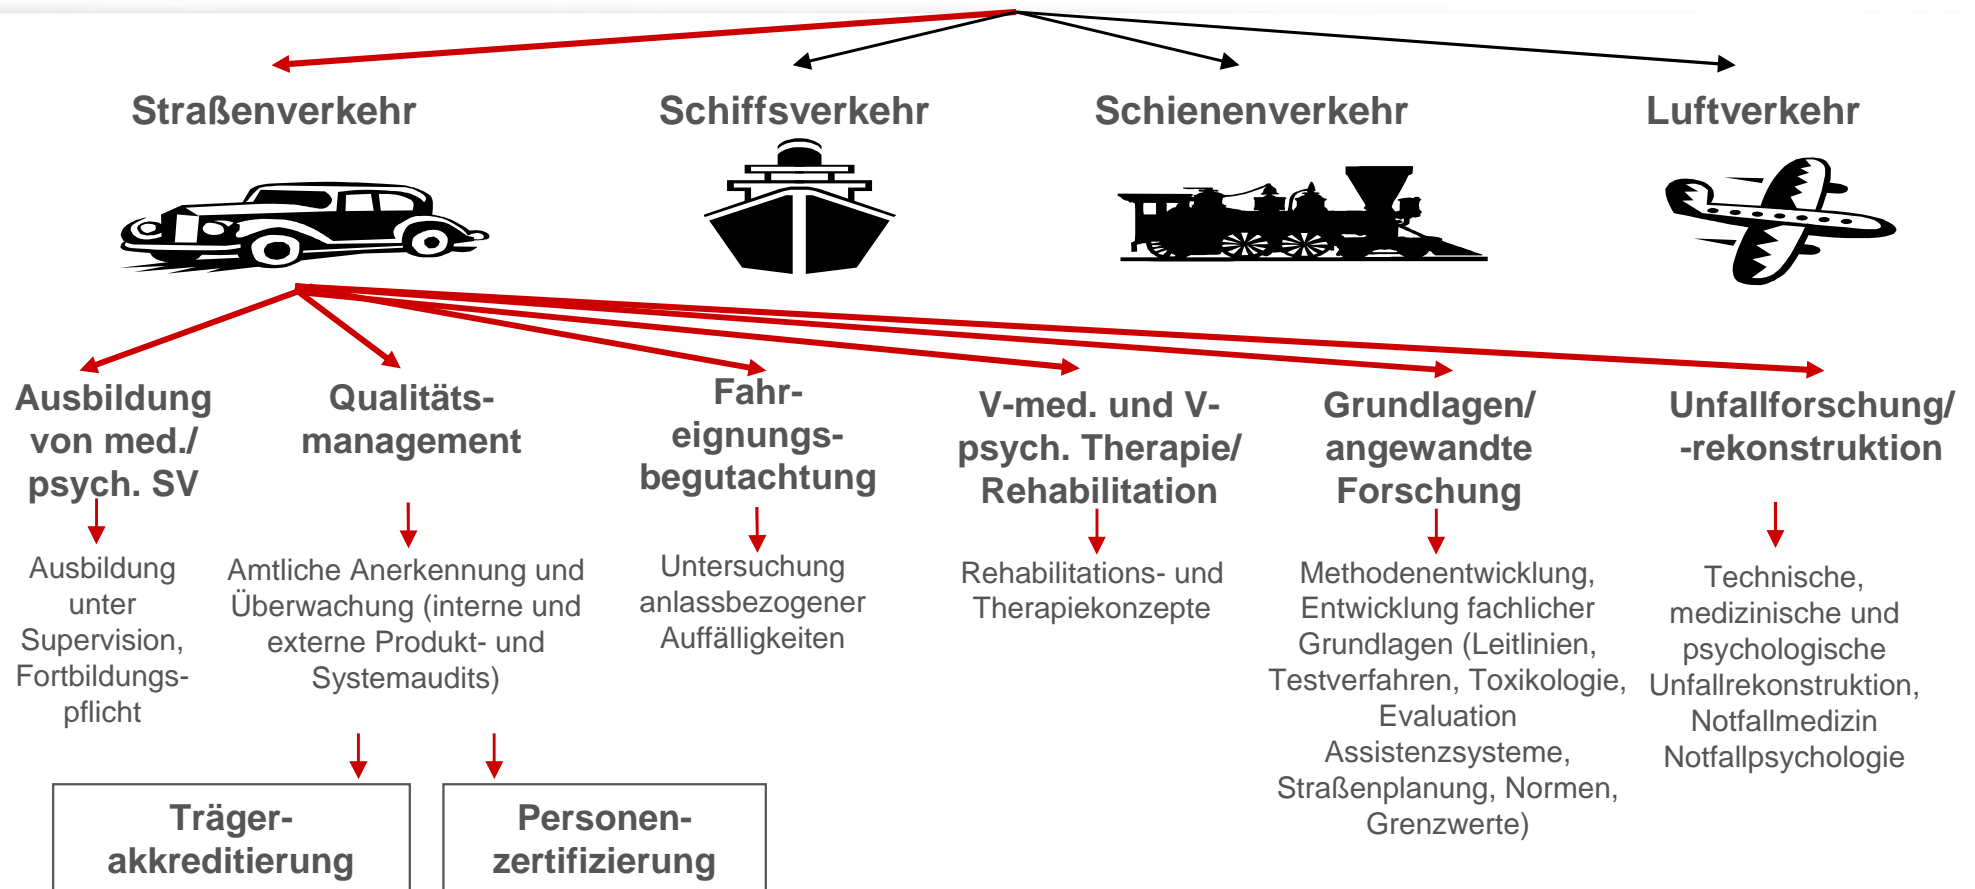 Straßenverkehr
Schiffsverkehr
Schienenverkehr
Luftverkehr
Ausbildung
von med./
psych. SV
Qualitäts-
management
Fahr-
eignungs-
begutachtung
V-med. und V-
psych. Therapie/
Rehabilitation
Grundlagen/
angewandte
Forschung
Unfallforschung/
-rekonstruktion
Ausbildung
unter
Supervision,
Fortbildungs-
pflicht
Amtliche Anerkennung und
Überwachung (interne und
externe Produkt- und
Systemaudits)
Untersuchung
anlassbezogener
Auffälligkeiten
Rehabilitations- und
Therapiekonzepte
Methodenentwicklung,
Entwicklung fachlicher
Grundlagen (Leitlinien,
Testverfahren, Toxikologie,
Evaluation
Assistenzsysteme,
Straßenplanung, Normen,
Grenzwerte)
Technische,
medizinische und
psychologische
Unfallrekonstruktion,
Notfallmedizin
Notfallpsychologie
Träger-
akkreditierung
Personen-
zertifizierung